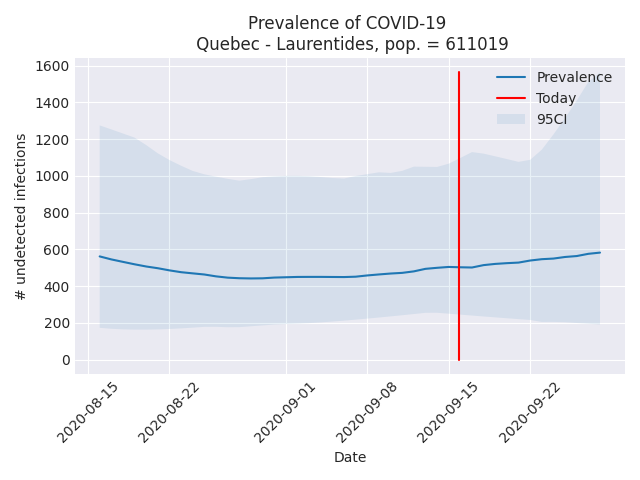 Prevalence of COVID-19
Quebec - Laurentides, pop. = 611019
# undetected infections
1600
1400
1200
1000
800
600
400
200
0
Prevalence
Today
95CI
2020-08-15
2020-08-22
2020-09-01
2020-09-08
2020-09-15
2020-09-22
Date